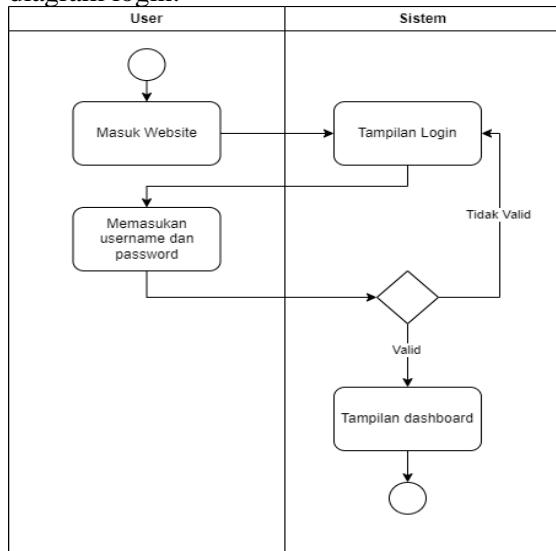 diagram login.
User
Sistem
Masuk Website
Tampilan Login
Memasukan
username dan
password
Tidak Valid
Valid
Tampilan dashboard